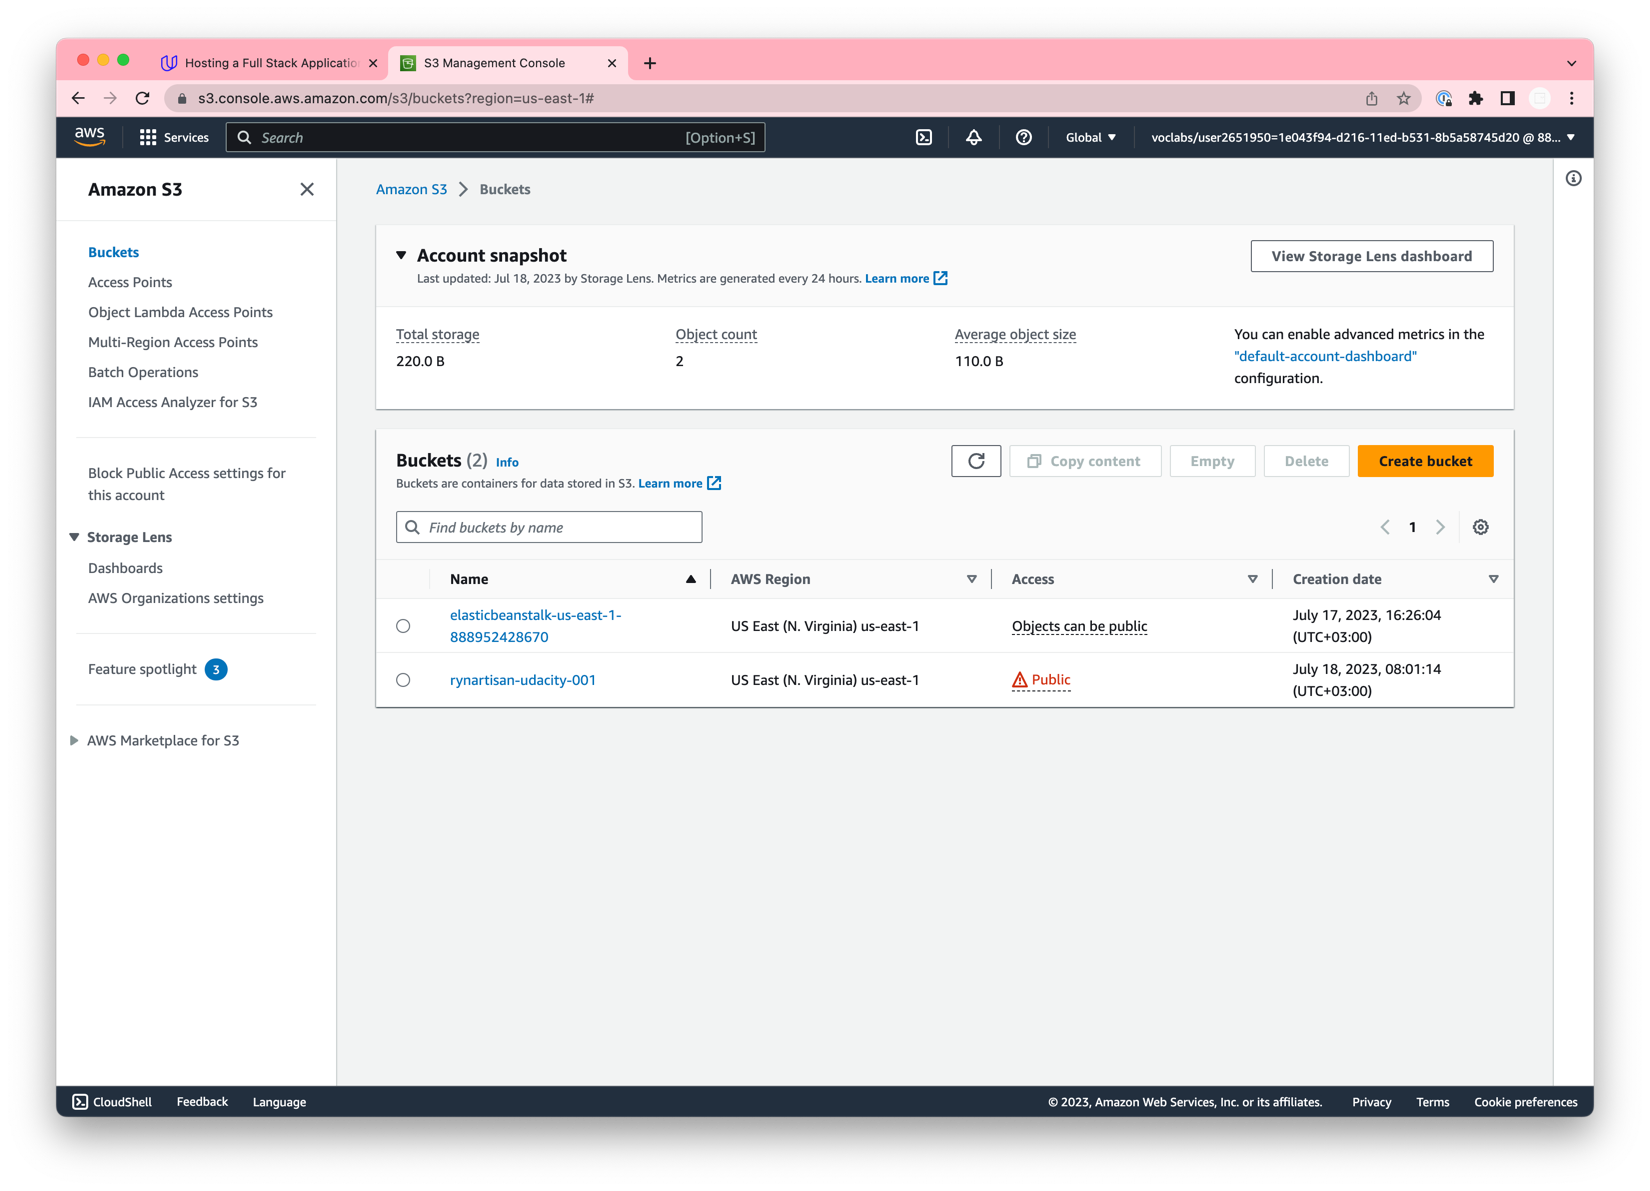 Hosting a Full Stack Applicatio
S3 Management Console
s3.console.aws.amazon.com/s3/buckets?region=us-east-1#
aws
Services
Search
[Option+S]
Global
voclabs/user2651950=1e043f94-d216-11ed-b531-8b5a58745d20 @ 88...
Amazon S3
Buckets
Access Points
Object Lambda Access Points
Multi-Region Access Points
Batch Operations
IAM Access Analyzer for S3
Block Public Access settings for
this account
Storage Lens
Dashboards
AWS Organizations settings
Feature spotlight 3
AWS Marketplace for S3
Amazon S3 > Buckets
Account snapshot
Last updated: Jul 18, 2023 by Storage Lens. Metrics are generated every 24 hours. Learn more
View Storage Lens dashboard
Total storage
220.0 B
Object count
2
Average object size
110.0 B
You can enable advanced metrics in the
"default-account-dashboard"
configuration.
Buckets (2) Info
Buckets are containers for data stored in S3. Learn more
Copy content
Empty
Delete
Create bucket
Find buckets by name
1
Name AWS Region Access Creation date
elasticbeanstalk-us-east-1-
888952428670
US East (N. Virginia) us-east-1
Objects can be public
July 17, 2023, 16:26:04
(UTC+03:00)
rynartisan-udacity-001
US East (N. Virginia) us-east-1
Public
July 18, 2023, 08:01:14
(UTC+03:00)
CloudShell Feedback Language
© 2023, Amazon Web Services, Inc. or its affiliates. Privacy Terms Cookie preferences